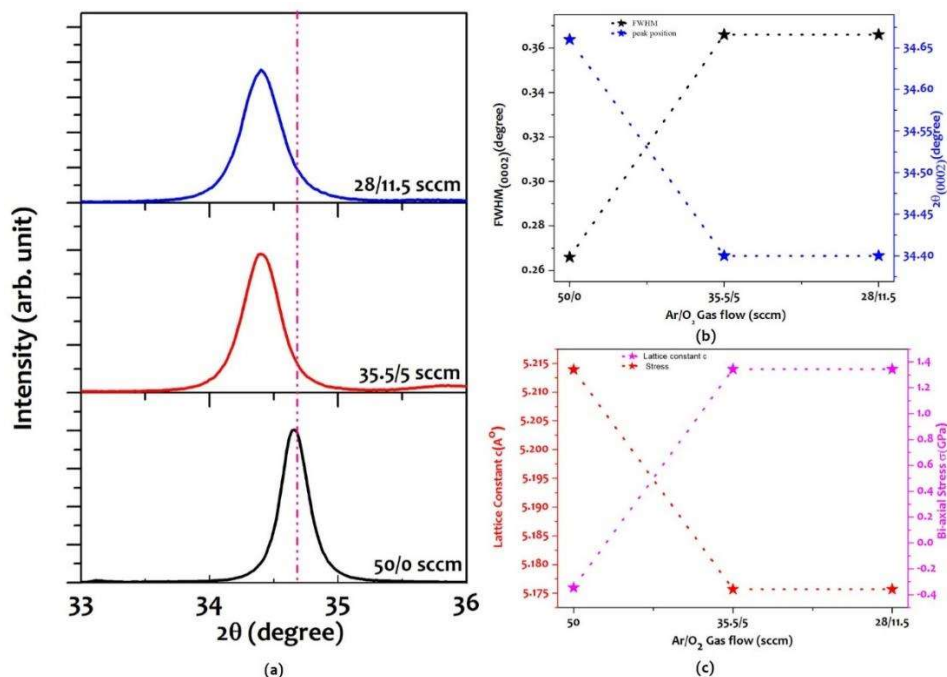 Intensity (arb. unit)
28/11.5 sccm
35.5/5 sccm
50/0 sccm
33
34
35
36
2θ (degree)
(a)
FWHM
peak position
0.36
0.34
0.32
0.30
0.28
0.26
FWHM(0002)(degree)
34.65
34.60
34.55
34.50
34.45
34.40
2θ(0002)(degree)
50/0
35.5/5
28/11.5
Ar/O₂ Gas flow (sccm)
(b)
Lattice constant c
Stress
5.215
5.210
5.205
5.200
5.195
5.190
5.185
5.180
5.175
Lattice Constant c(A⁰)
1.4
1.2
1.0
0.8
0.6
0.4
0.2
0.0
-0.2
-0.4
Bi-axial Stress σ(GPa)
50
35.5/5
28/11.5
Ar/O₂ Gas flow (sccm)
(c)